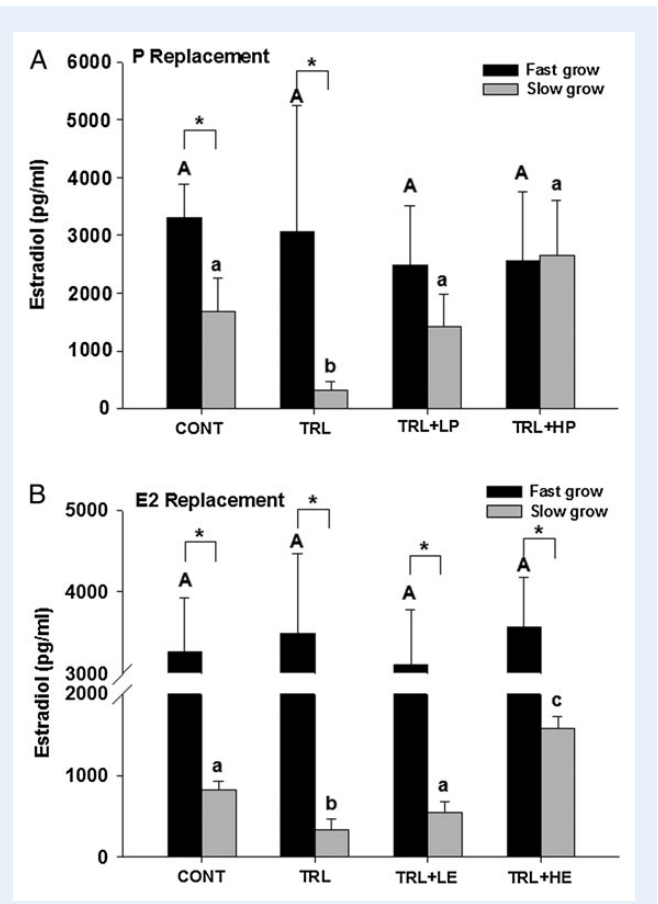 A
P Replacement
Fast grow
Slow grow
Estradiol (pg/ml)
6000
5000
4000
3000
2000
1000
0
*
*
A
a
A
b
A
a
A
a
CONT
TRL
TRL+LP
TRL+HP
B
E2 Replacement
Fast grow
Slow grow
Estradiol (pg/ml)
5000
4000
3000
2000
1000
0
*
*
*
*
A
a
A
b
A
a
A
c
CONT
TRL
TRL+LE
TRL+HE